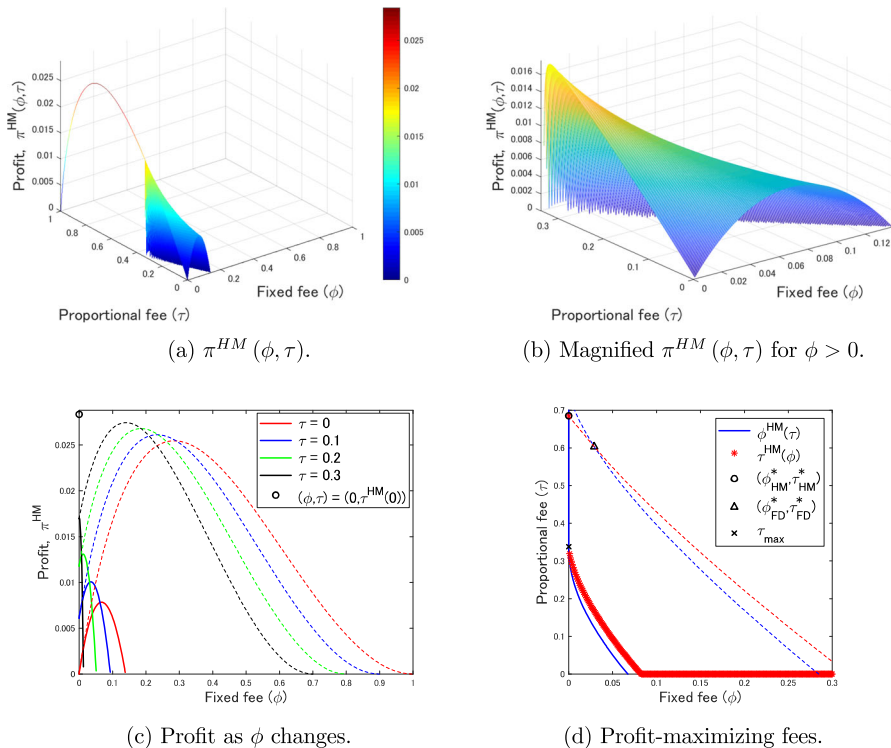 0.025
0.02
0.015
0.01
0.005
0
Profit, π^HM(ϕ,τ)
1
0.8
0.6
0.4
0.2
0
Proportional fee (τ)
0
0.2
0.4
0.6
0.8
1
Fixed fee (ϕ)
0.025
0.02
0.015
0.01
0.005
0
(a) π^HM (ϕ, τ).
0.016
0.014
0.012
0.01
0.008
0.006
0.004
0.002
0
Profit, π^HM(ϕ,τ)
0.3
0.2
0.1
0
Proportional fee (τ)
0
0.02
0.04
0.06
0.08
0.1
0.12
Fixed fee (ϕ)
(b) Magnified π^HM (ϕ, τ) for ϕ > 0.
Profit, π^HM
0.025
0.02
0.015
0.01
0.005
0
0 0.1 0.2 0.3 0.4 0.5 0.6 0.7 0.8 0.9 1
Fixed fee (ϕ)
τ = 0
τ = 0.1
τ = 0.2
τ = 0.3
(ϕ,τ) = (0,τ^HM(0))
(c) Profit as ϕ changes.
Proportional fee (τ)
0.7
0.6
0.5
0.4
0.3
0.2
0.1
0
0 0.05 0.1 0.15 0.2 0.25 0.3
Fixed fee (ϕ)
ϕ^HM(τ)
τ^HM(ϕ)
(ϕ*_HM,τ*_HM)
(ϕ*_FD,τ*_FD)
τ_max
(d) Profit-maximizing fees.